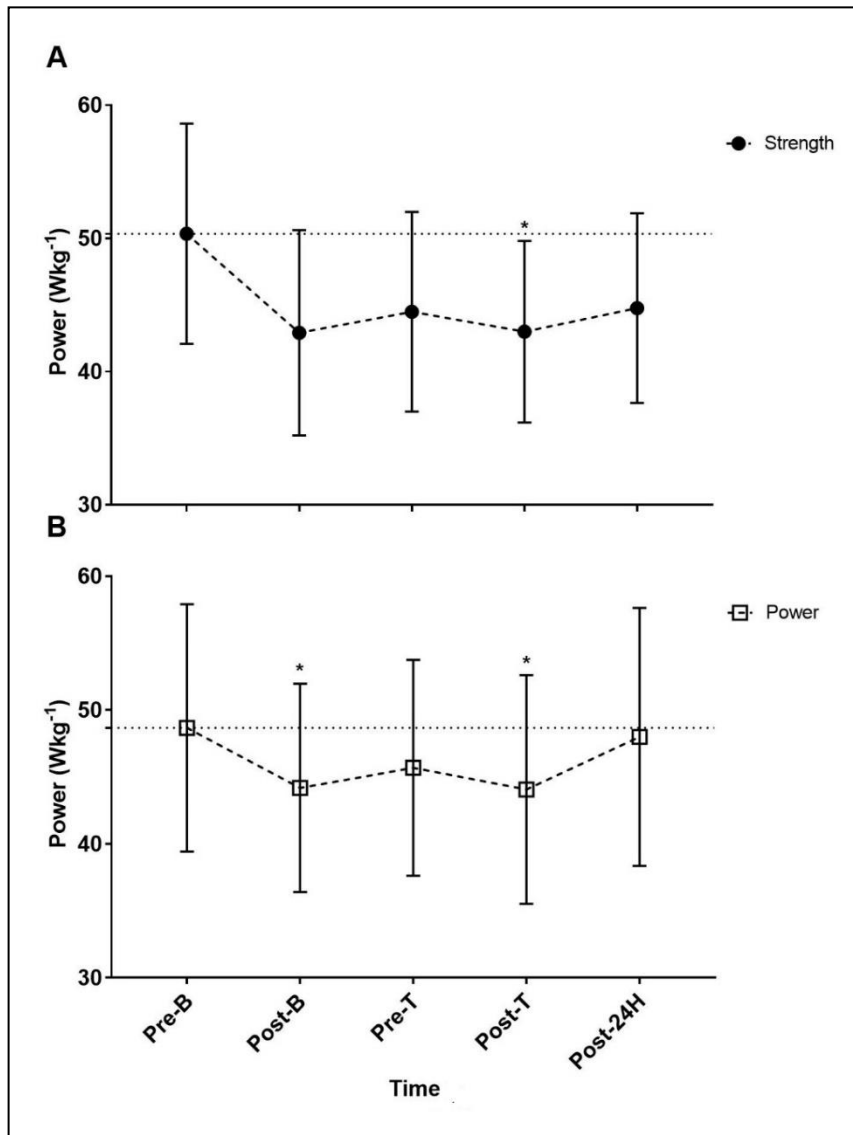 A
60
50
40
30
Power (Wkg⁻¹)
Strength
*
B
60
50
40
30
Power (Wkg⁻¹)
Power
* *
Pre-B Post-B Pre-T Post-T Post-24H
Time